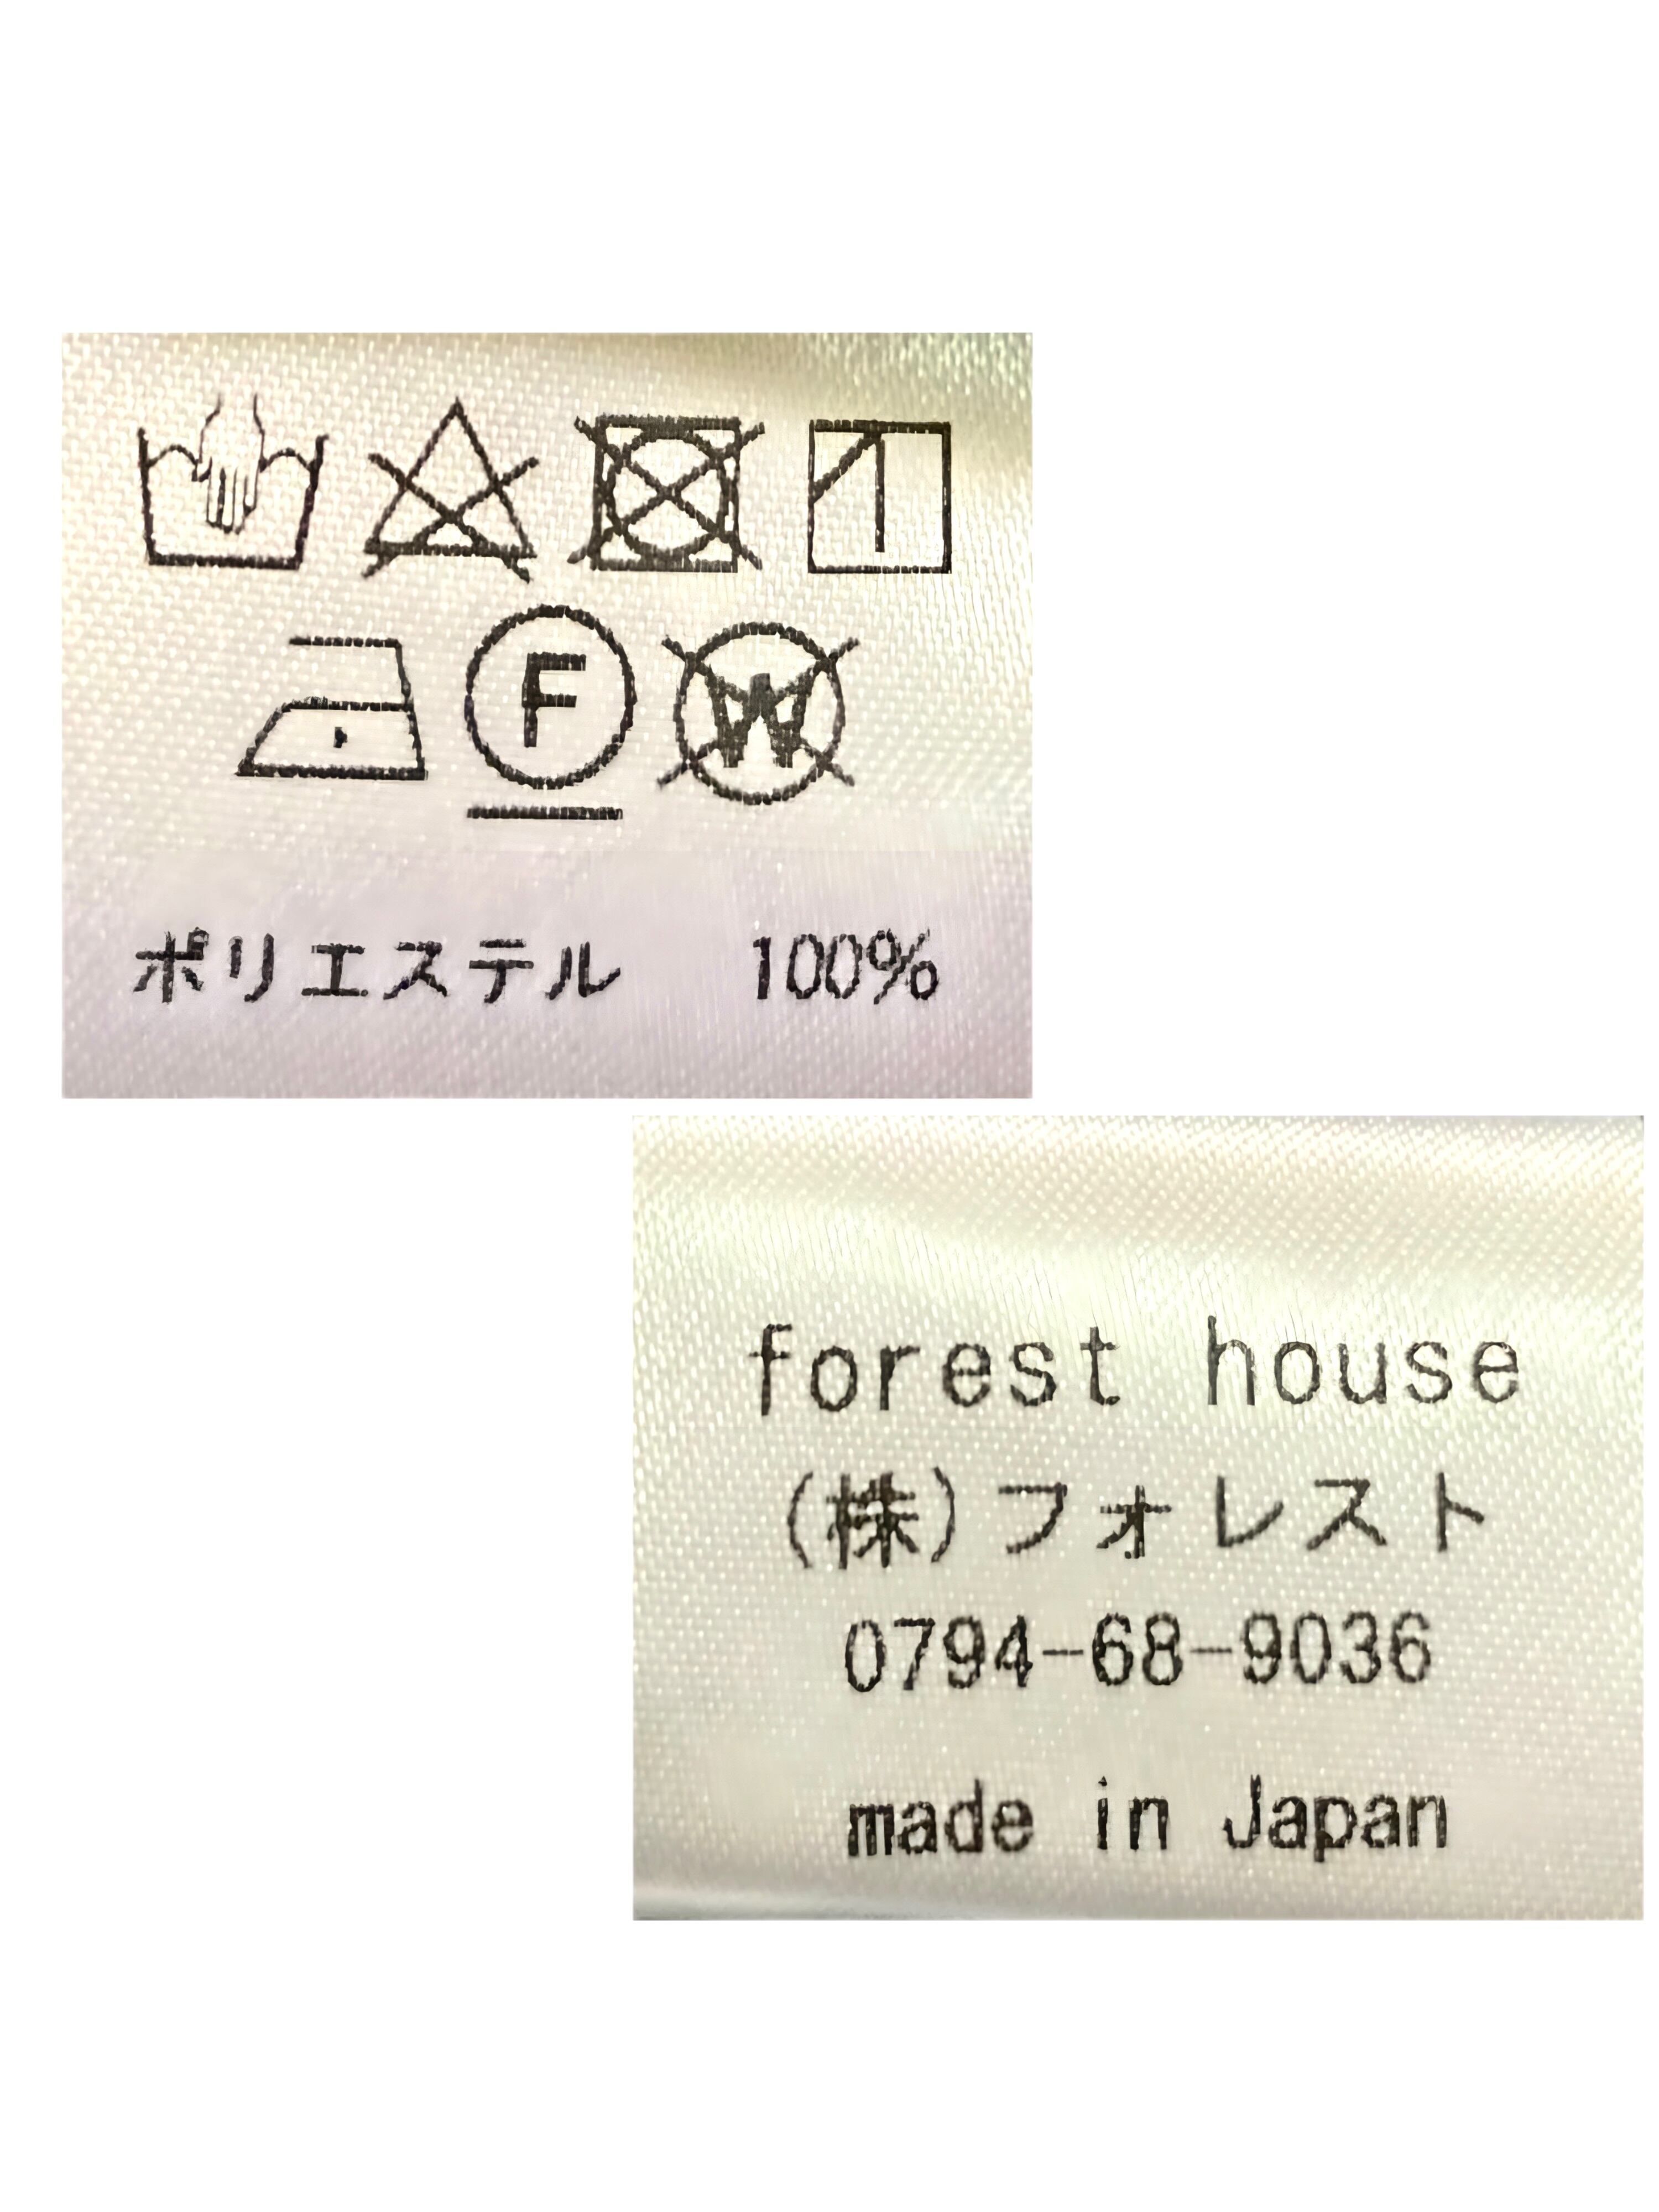 F
W
ポリエステル 100%
forest house
(株)フォレスト
0794-68-9036
made in Japan